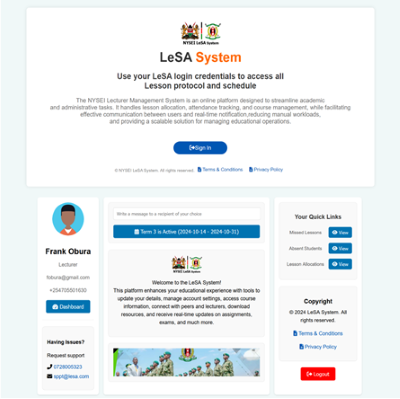 NYSEI LeSA System
LeSA System
Use your LeSA login credentials to access all
Lesson protocol and schedule
The NYSEI Lecturer Management System is an online platform designed to streamline academic
and administrative tasks. It handles lesson allocation, attendance tracking, and course management, while facilitating
effective communication between users and real-time notification,reducing manual workloads,
and providing a scalable solution for managing educational operations.
Sign in
© NYSEI LeSA System. All rights reserved. Terms & Conditions Privacy Policy
Frank Obura
Lecturer
fobura@gmail.com
+254705501630
Dashboard
Having Issues?
Request support
0728005323
sppt@lesa.com
Write a message to a recipient of your choice
Term 3 is Active (2024-10-14 - 2024-10-31)
NYSEI LeSA System
Welcome to the LeSA System!
This platform enhances your educational experience with tools to
update your details, manage account settings, access course
information, connect with peers and lecturers, download
resources, and receive real-time updates on assignments,
exams, and much more.
Your Quick Links
Missed Lessons View
Absent Students View
Lesson Allocations View
Copyright
© 2024 LeSA System. All
rights reserved.
Terms & Conditions
Privacy Policy
Logout